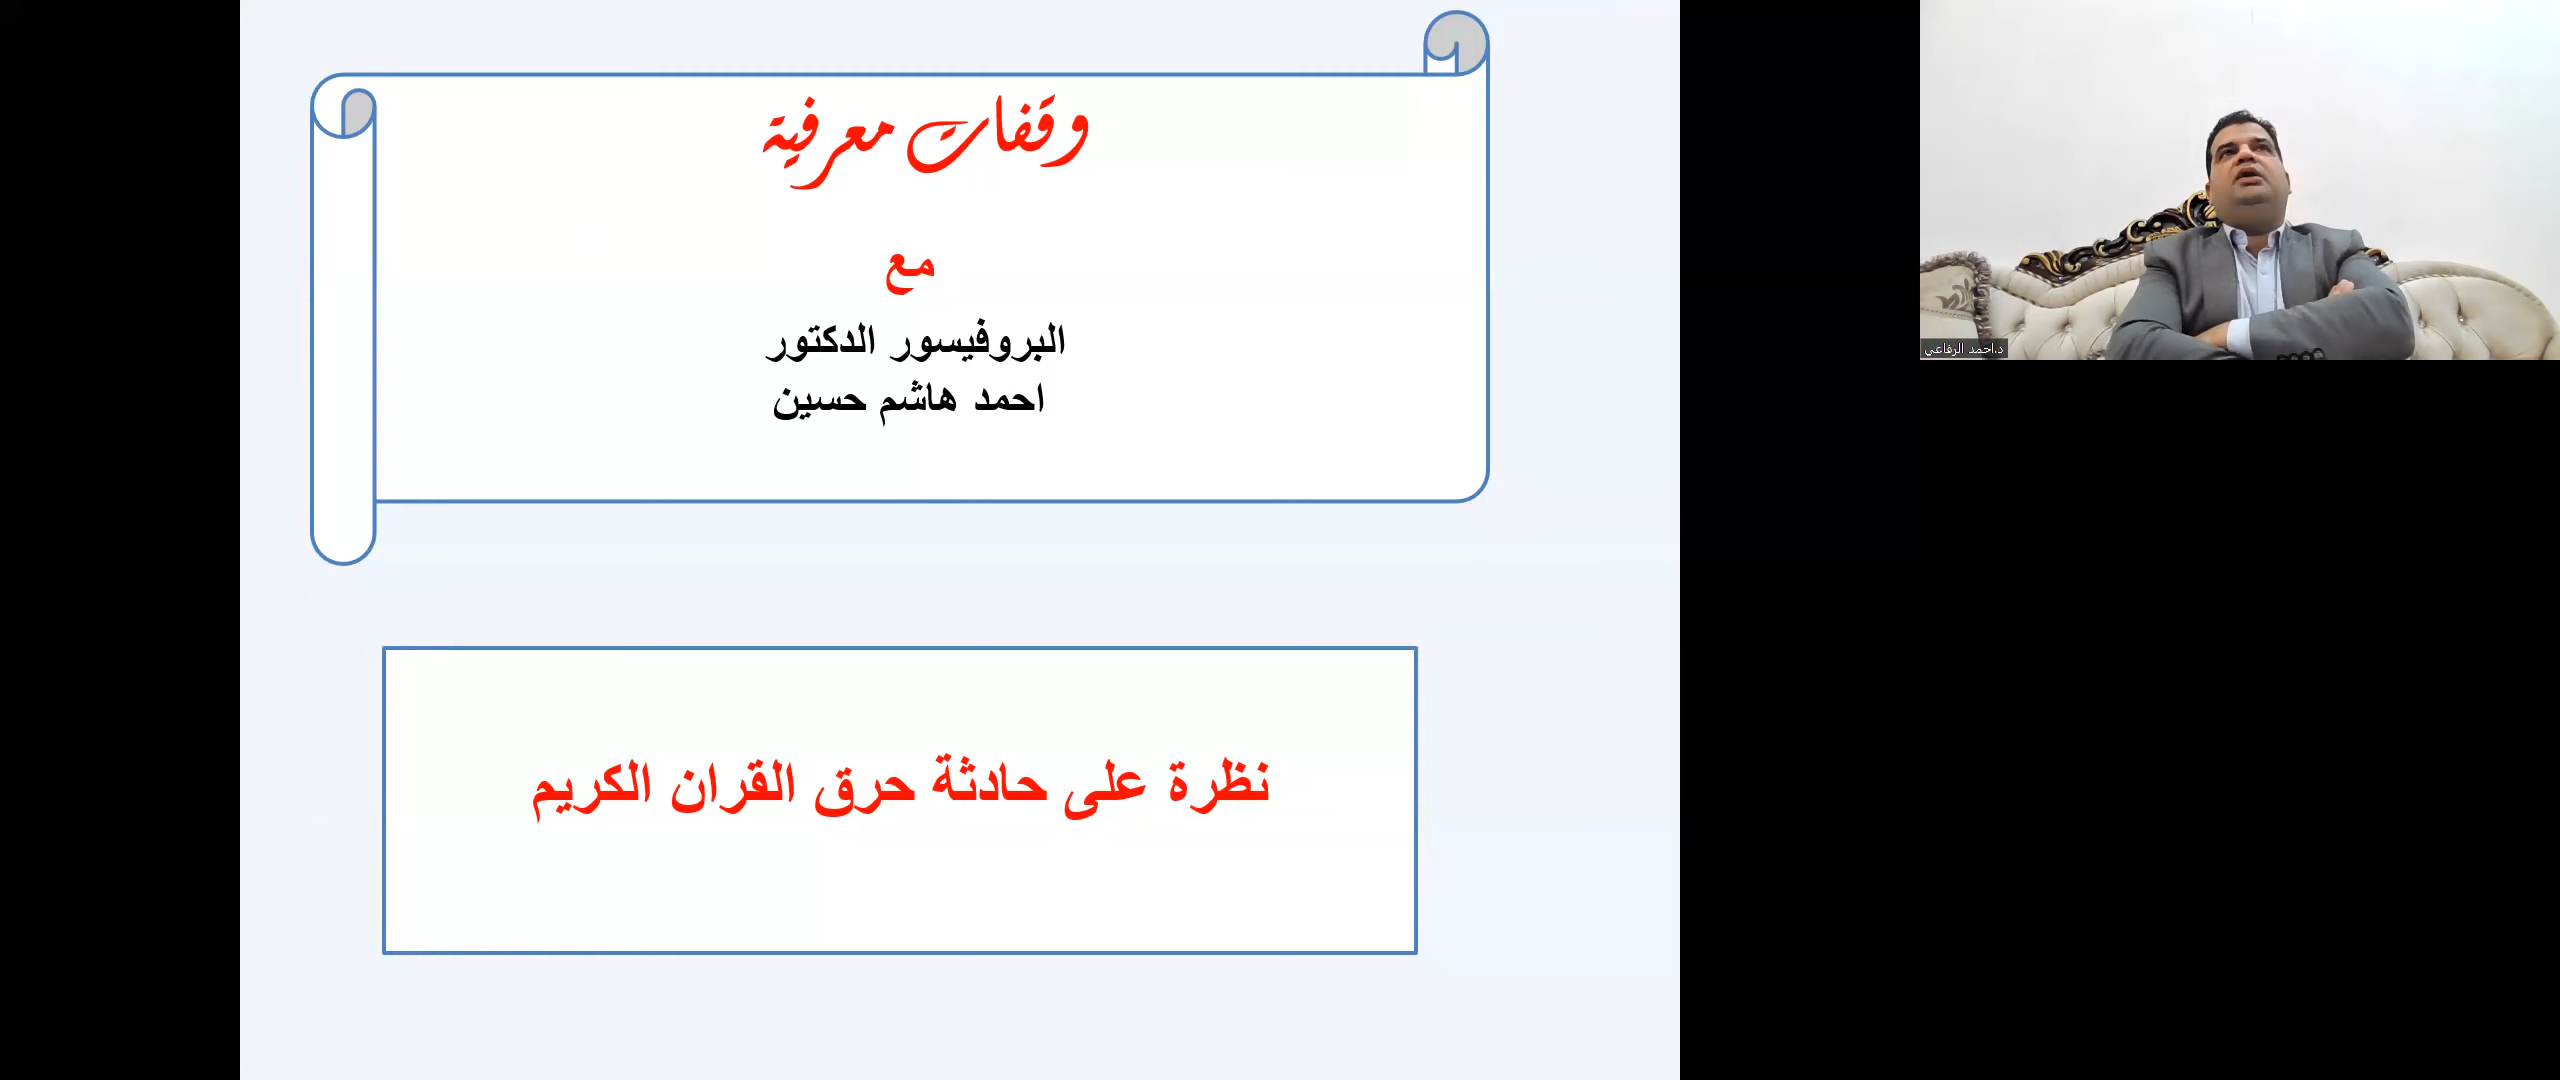 وقفات معرفية
مع
البروفيسور الدكتور
احمد هاشم حسين
نظرة على حادثة حرق القران الكريم
د.احمد الرفاعي